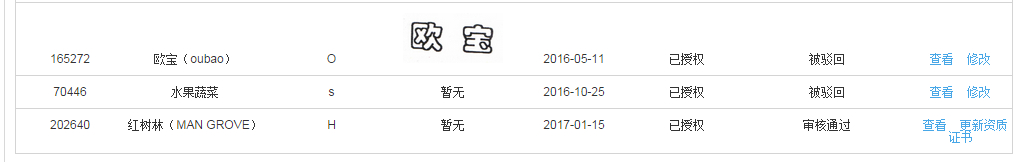 欧 宝
165272 欧宝（oubao） O 2016-05-11 已授权 被驳回 查看 修改
70446 水果蔬菜 s 暂无 2016-10-25 已授权 被驳回 查看 修改
202640 红树林（MAN GROVE） H 暂无 2017-01-15 已授权 审核通过 查看 更新资质
证书